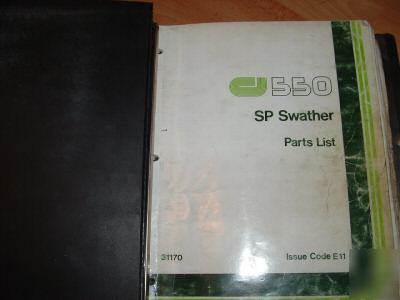 550
SP Swather
Parts List
31170 Issue Code E11